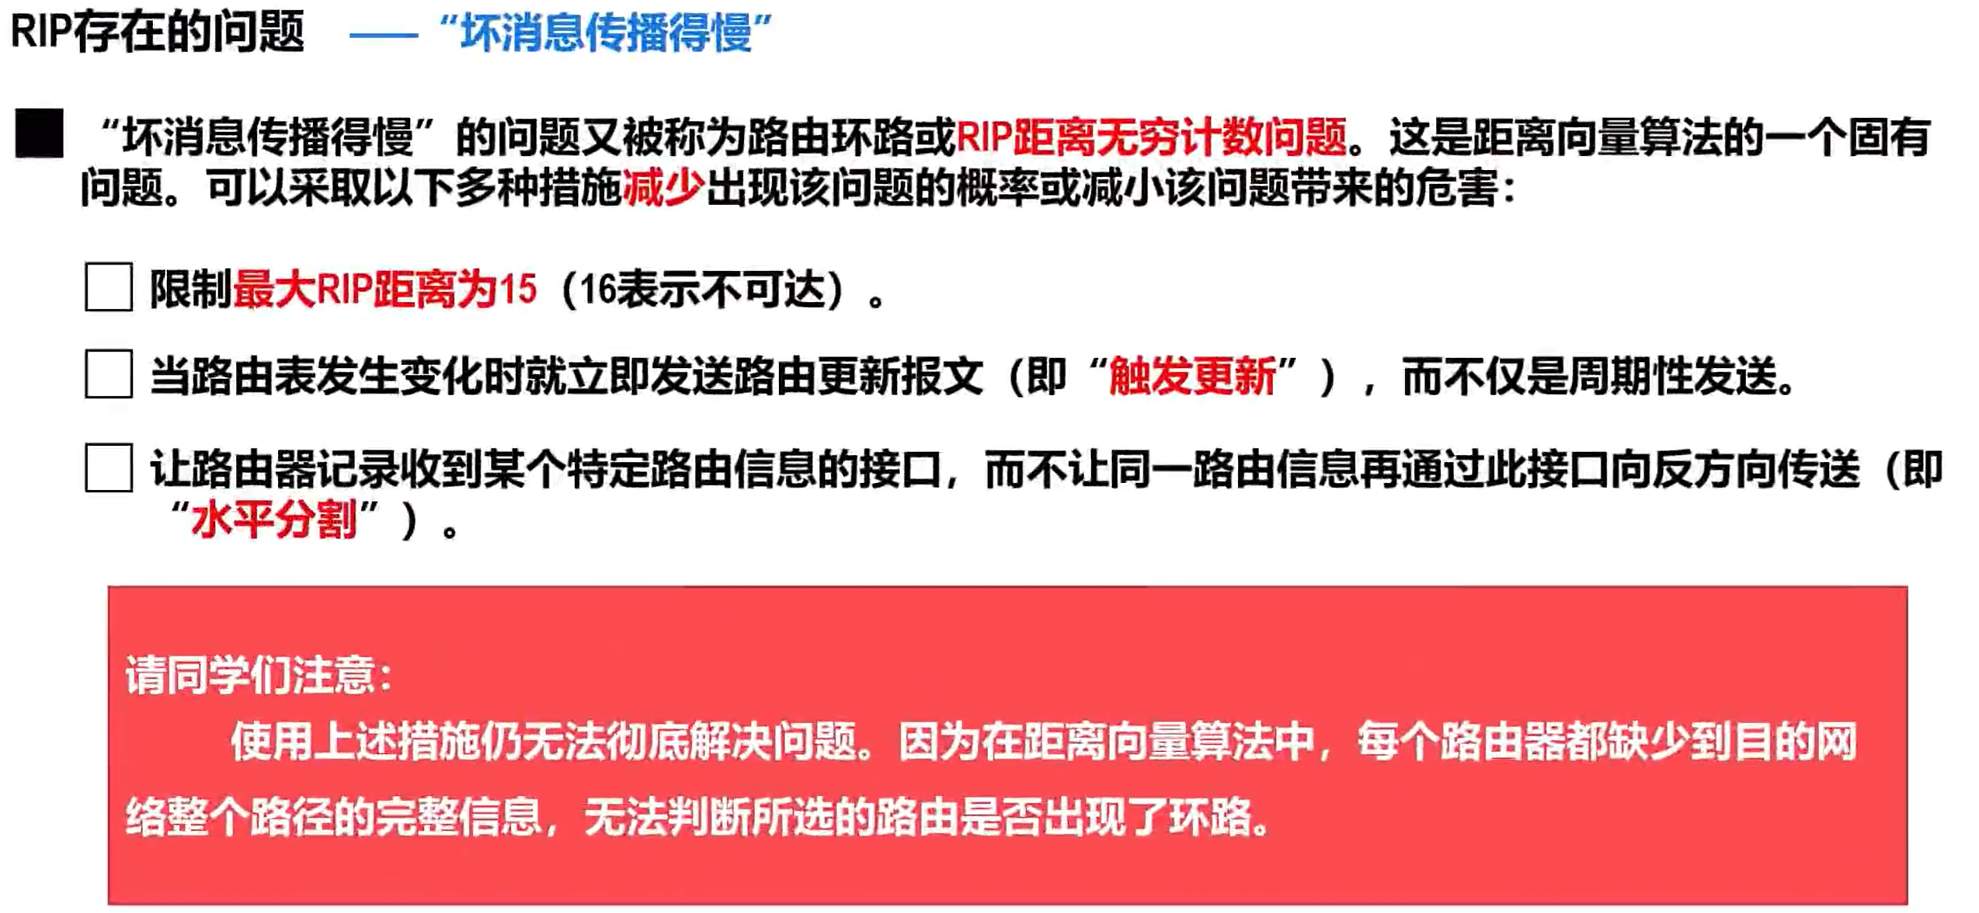 RIP存在的问题 —— “坏消息传播得慢”
“坏消息传播得慢”的问题又被称为路由环路或RIP距离无穷计数问题。这是距离向量算法的一个固有
问题。可以采取以下多种措施减少出现该问题的概率或减小该问题带来的危害：
限制最大RIP距离为15（16表示不可达）。
当路由表发生变化时就立即发送路由更新报文（即“触发更新”），而不仅是周期性发送。
让路由器记录收到某个特定路由信息的接口，而不让同一路由信息再通过此接口向反方向传送（即
“水平分割”）。
请同学们注意：
使用上述措施仍无法彻底解决问题。因为在距离向量算法中，每个路由器都缺少到目的网
络整个路径的完整信息，无法判断所选的路由是否出现了环路。